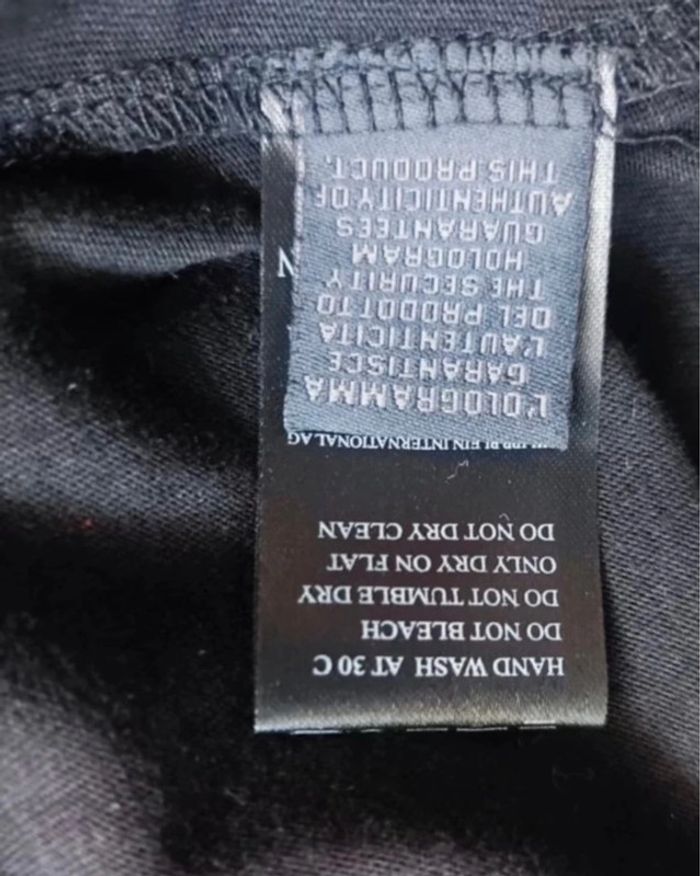 HAND WASH AT 30 C
DO NOT BLEACH
DO NOT TUMBLE DRY
ONLY DRY ON FLAT
DO NOT DRY CLEAN
INTERNATIONAL AG
L'OLOGRAMMA
GARANTISCE
L'AUTENTICITA
DEL PRODOTTO
THE SECURITY
HOLOGRAM
GUARANTEES
AUTHENTICITY OF
THIS PRODUCT.
N